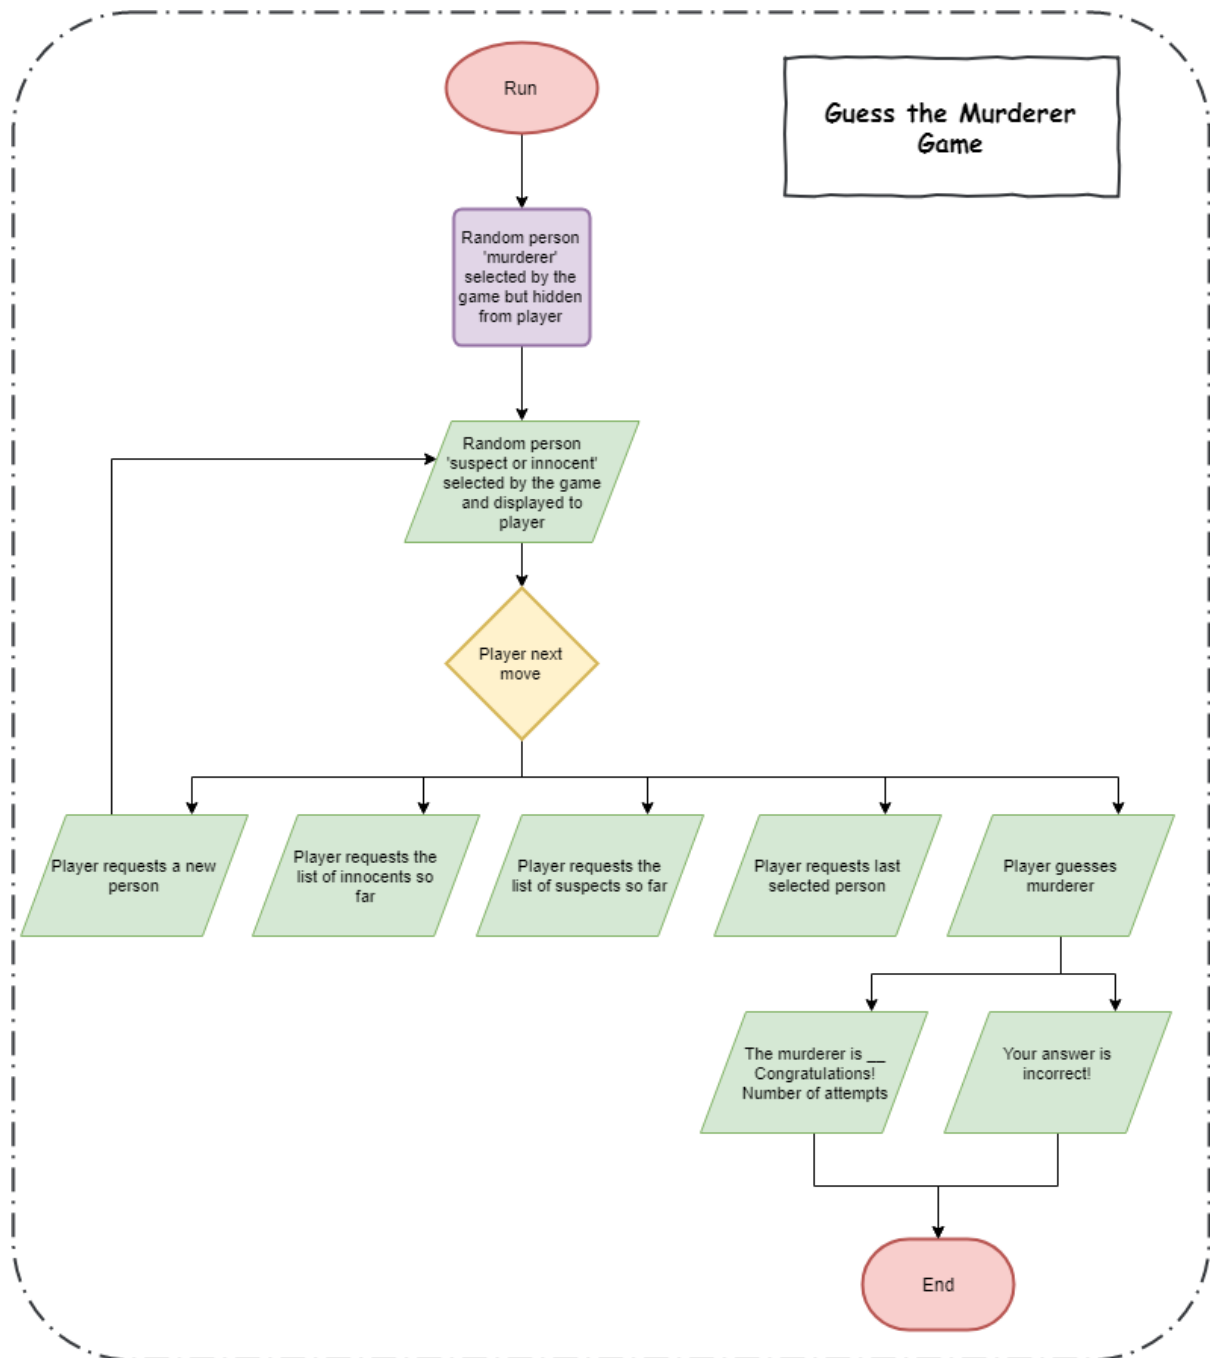 Run
Guess the Murderer
Game
Random person
'murderer'
selected by the
game but hidden
from player
Random person
'suspect or innocent'
selected by the game
and displayed to
player
Player next
move
Player requests a new
person
Player requests the
list of innocents so
far
Player requests the
list of suspects so far
Player requests last
selected person
Player guesses
murderer
The murderer is __
Congratulations!
Number of attempts
Your answer is
incorrect!
End